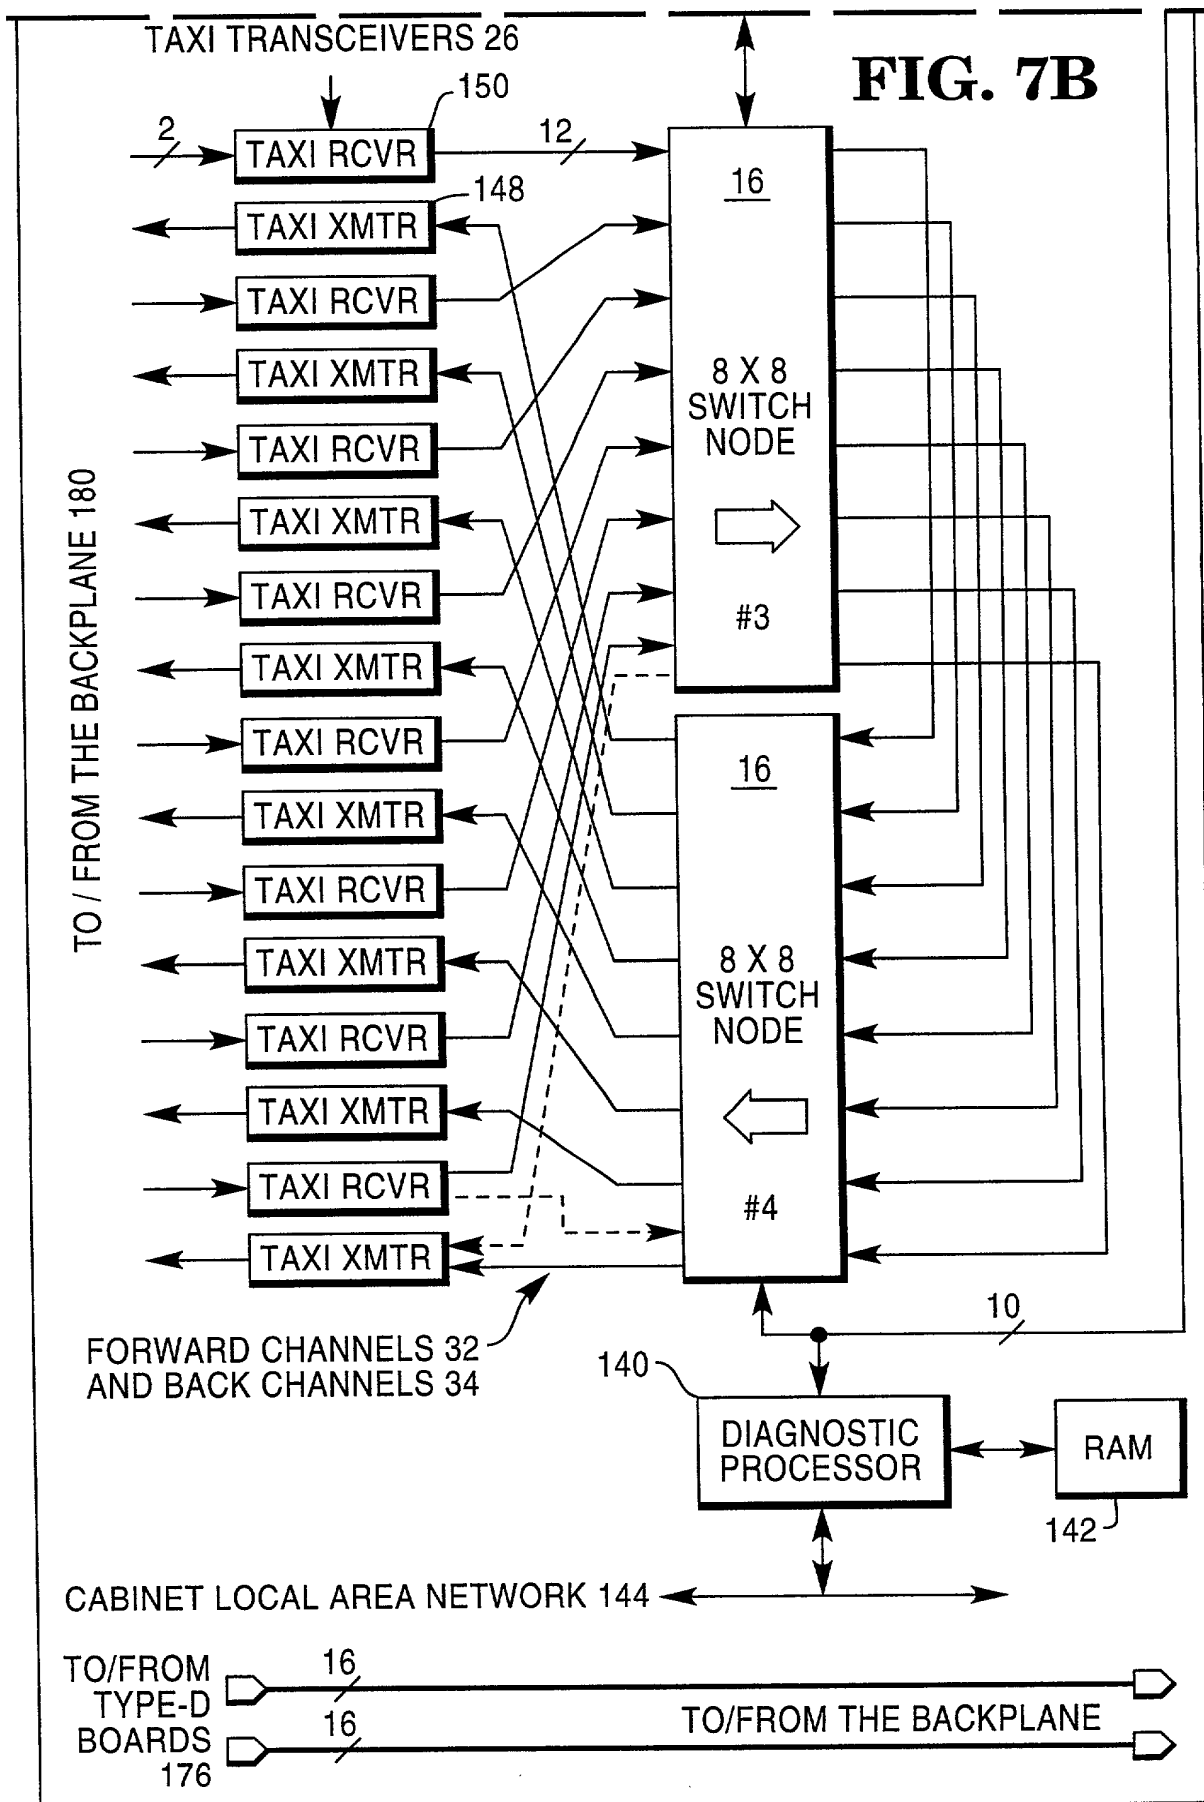 TAXI TRANSCEIVERS 26
FIG. 7B
150
2
TAXI RCVR
12
16
148
TAXI XMTR
TAXI RCVR
TAXI XMTR
8 X 8
SWITCH
NODE
TAXI RCVR
TAXI XMTR
TAXI RCVR
#3
TAXI XMTR
TO / FROM THE BACKPLANE 180
TAXI RCVR
16
TAXI XMTR
TAXI RCVR
TAXI XMTR
8 X 8
SWITCH
NODE
TAXI RCVR
TAXI XMTR
TAXI RCVR
#4
TAXI XMTR
10
FORWARD CHANNELS 32
AND BACK CHANNELS 34
140
DIAGNOSTIC
PROCESSOR
RAM
142
CABINET LOCAL AREA NETWORK 144
TO/FROM
TYPE-D
BOARDS
176
16
16
TO/FROM THE BACKPLANE